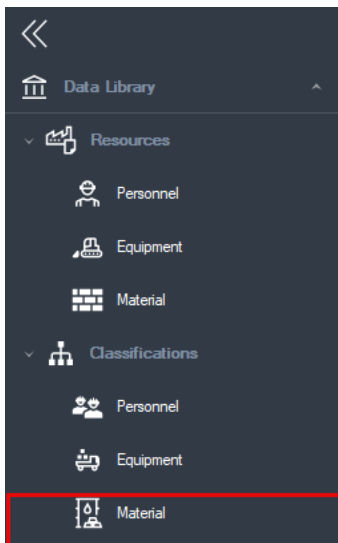 Data Library
Resources
Personnel
Equipment
Material
Classifications
Personnel
Equipment
Material